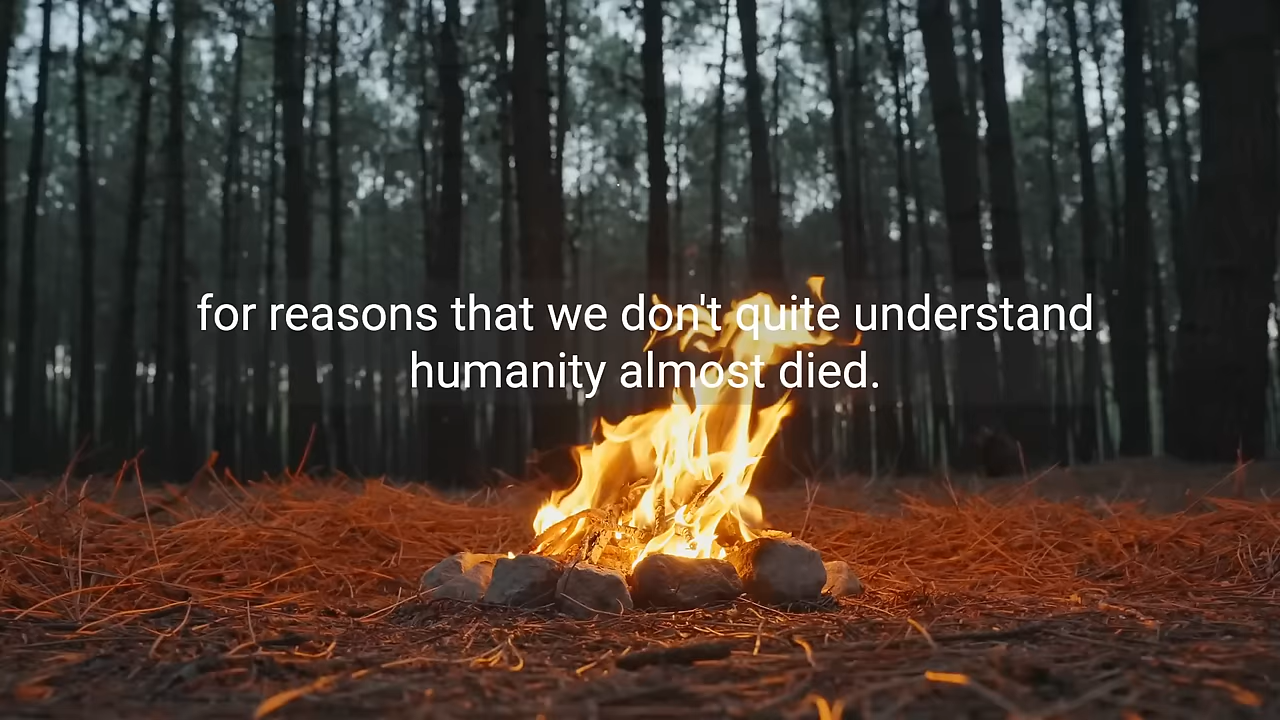 for reasons that we don't quite understand
humanity almost died.